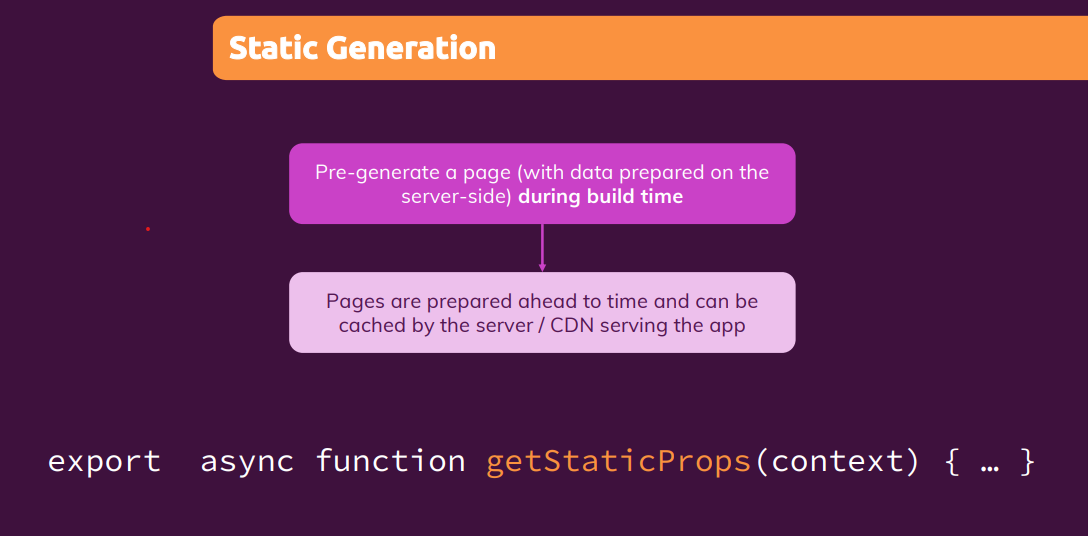 Static Generation
Pre-generate a page (with data prepared on the
server-side) during build time
Pages are prepared ahead to time and can be
cached by the server / CDN serving the app
export  async function getStaticProps(context) { … }